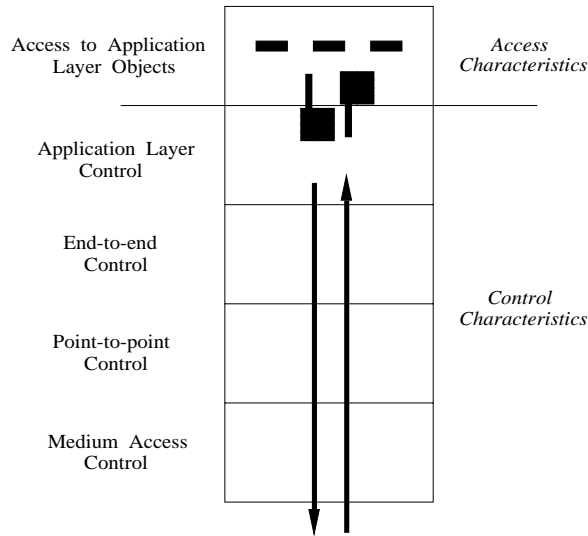 Access to Application
Layer Objects
Access
Characteristics
Application Layer
Control
End-to-end
Control
Control
Characteristics
Point-to-point
Control
Medium Access
Control